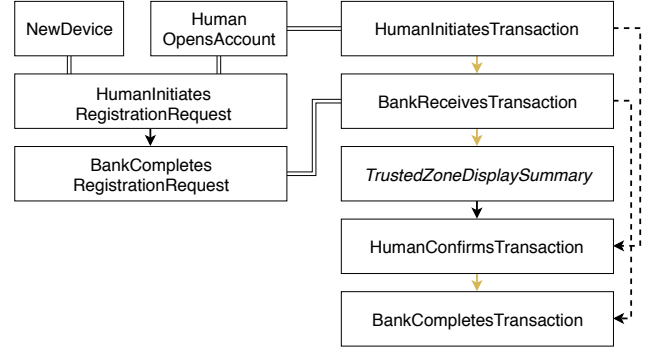 NewDevice
Human
OpensAccount
HumanInitiatesTransaction
HumanInitiates
RegistrationRequest
BankReceivesTransaction
BankCompletes
RegistrationRequest
TrustedZoneDisplaySummary
HumanConfirmsTransaction
BankCompletesTransaction